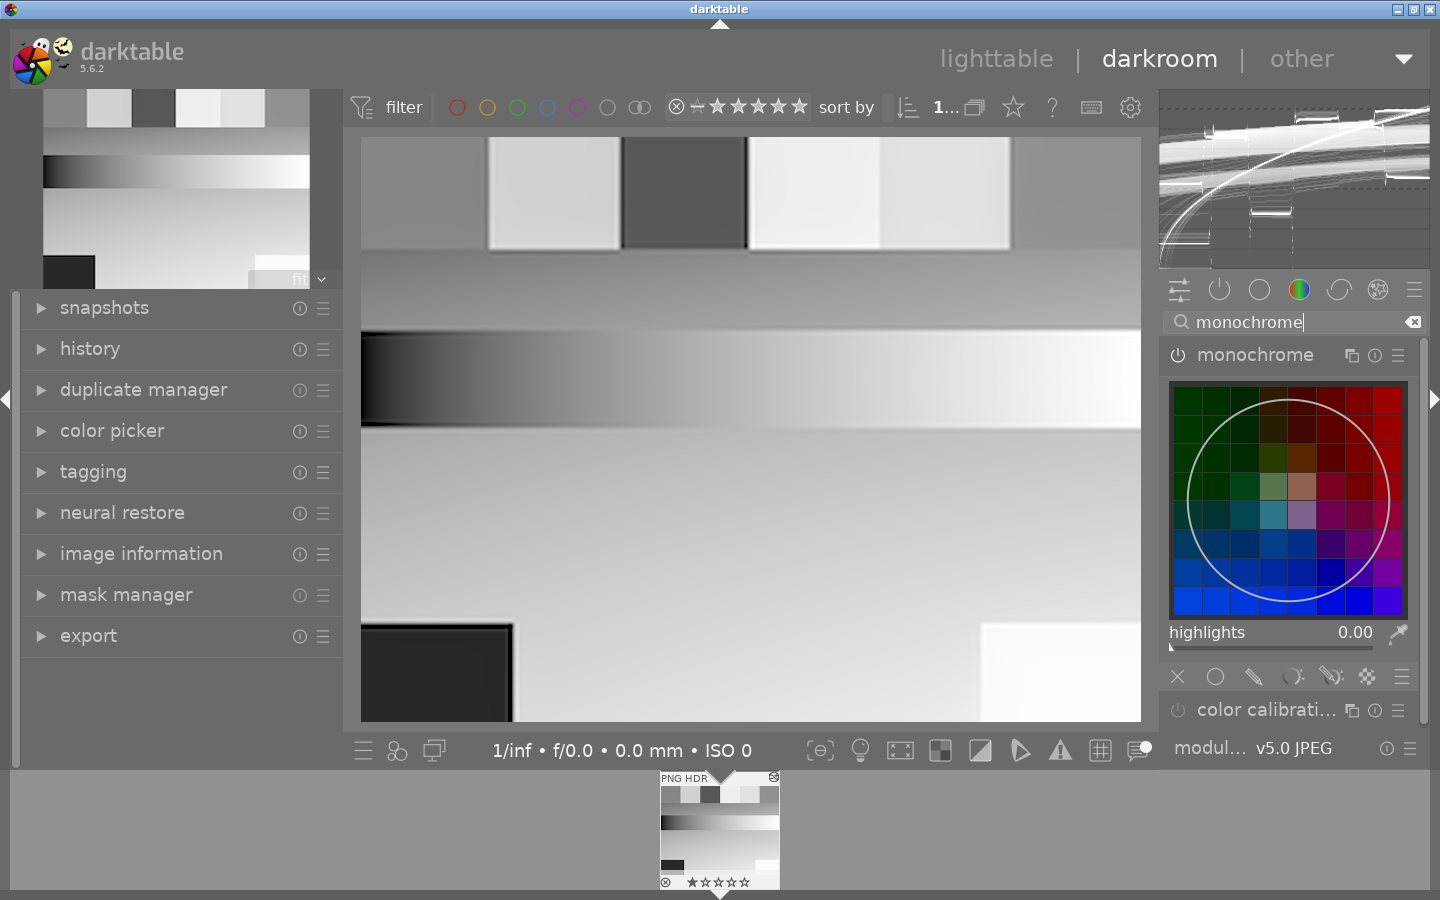 darktable
darktable
5.6.2
lighttable | darkroom | other
filter
sort by
1...
fit
snapshots
history
duplicate manager
color picker
tagging
neural restore
image information
mask manager
export
monochrome
monochrome
highlights 0.00
color calibrati...
modul... v5.0 JPEG
1/inf • f/0.0 • 0.0 mm • ISO 0
PNG HDR